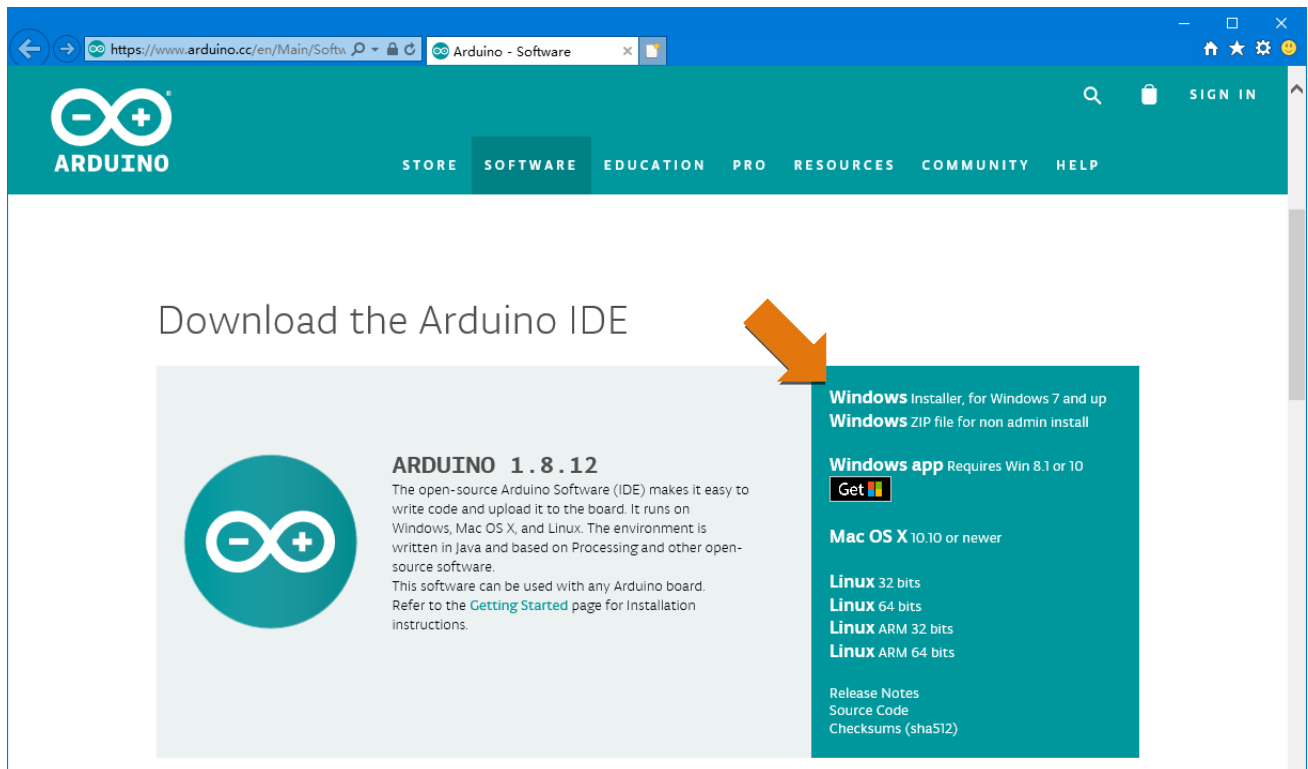 https://www.arduino.cc/en/Main/Softw
Arduino - Software
SIGN IN
ARDUINO
STORE SOFTWARE EDUCATION PRO RESOURCES COMMUNITY HELP
Download the Arduino IDE
ARDUINO 1.8.12
The open-source Arduino Software (IDE) makes it easy to
write code and upload it to the board. It runs on
Windows, Mac OS X, and Linux. The environment is
written in Java and based on Processing and other open-
source software.
This software can be used with any Arduino board.
Refer to the Getting Started page for Installation
instructions.
Windows Installer, for Windows 7 and up
Windows ZIP file for non admin install
Windows app Requires Win 8.1 or 10
Get
Mac OS X 10.10 or newer
Linux 32 bits
Linux 64 bits
Linux ARM 32 bits
Linux ARM 64 bits
Release Notes
Source Code
Checksums (sha512)